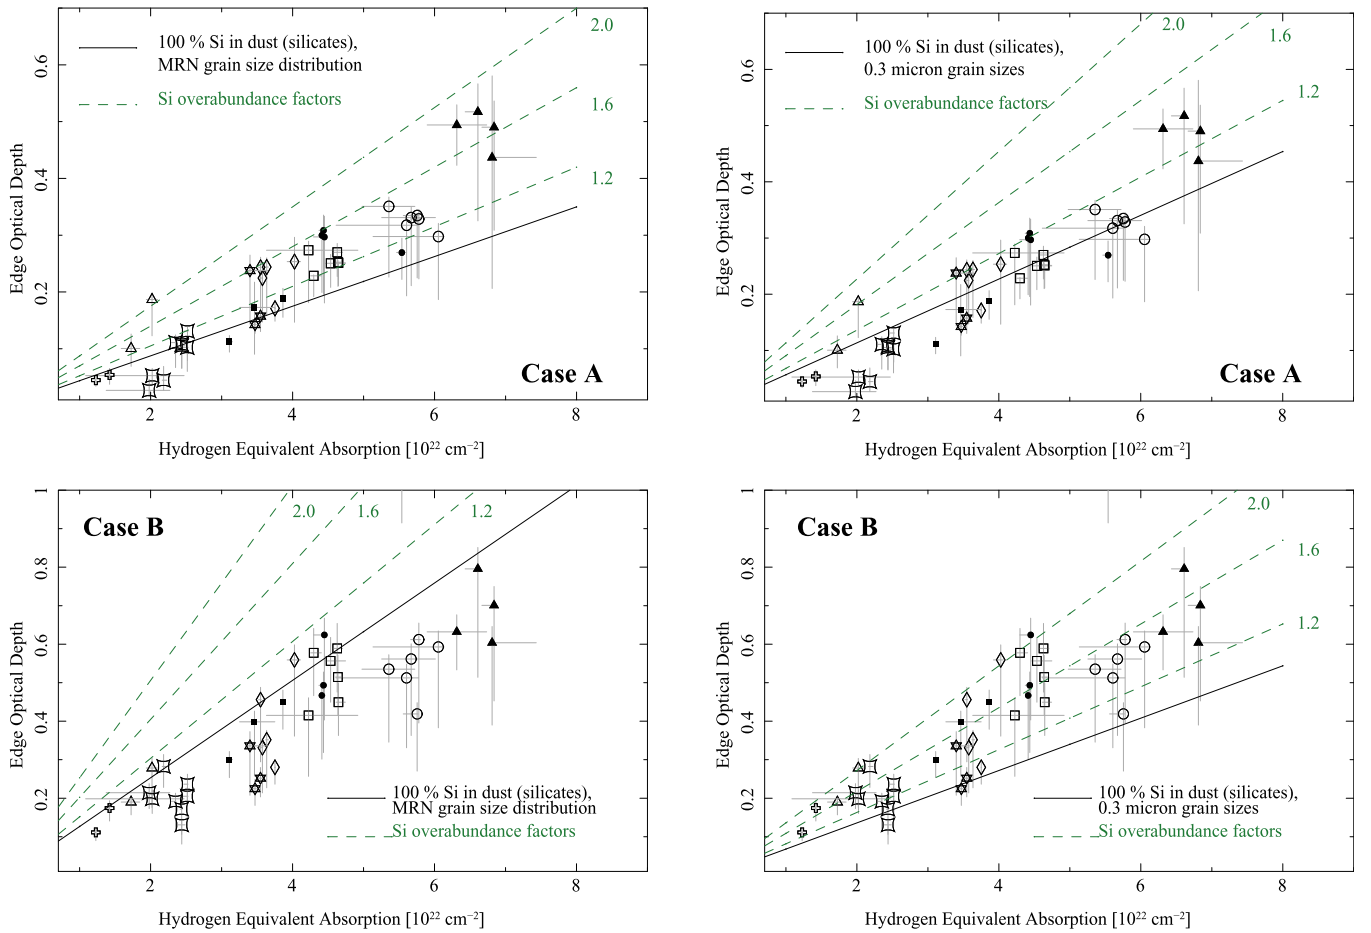 100 % Si in dust (silicates),
MRN grain size distribution
Si overabundance factors
2.0
1.6
1.2
0.6
0.4
0.2
Edge Optical Depth
Case A
2 4 6 8
Hydrogen Equivalent Absorption [10²² cm⁻²]
100 % Si in dust (silicates),
0.3 micron grain sizes
Si overabundance factors
2.0
1.6
1.2
0.6
0.4
0.2
Edge Optical Depth
Case A
2 4 6 8
Hydrogen Equivalent Absorption [10²² cm⁻²]
Case B
2.0 1.6 1.2
1
0.8
0.6
0.4
0.2
Edge Optical Depth
100 % Si in dust (silicates),
MRN grain size distribution
Si overabundance factors
2 4 6 8
Hydrogen Equivalent Absorption [10²² cm⁻²]
Case B
2.0
1.6
1.2
1
0.8
0.6
0.4
0.2
Edge Optical Depth
100 % Si in dust (silicates),
0.3 micron grain sizes
Si overabundance factors
2 4 6 8
Hydrogen Equivalent Absorption [10²² cm⁻²]